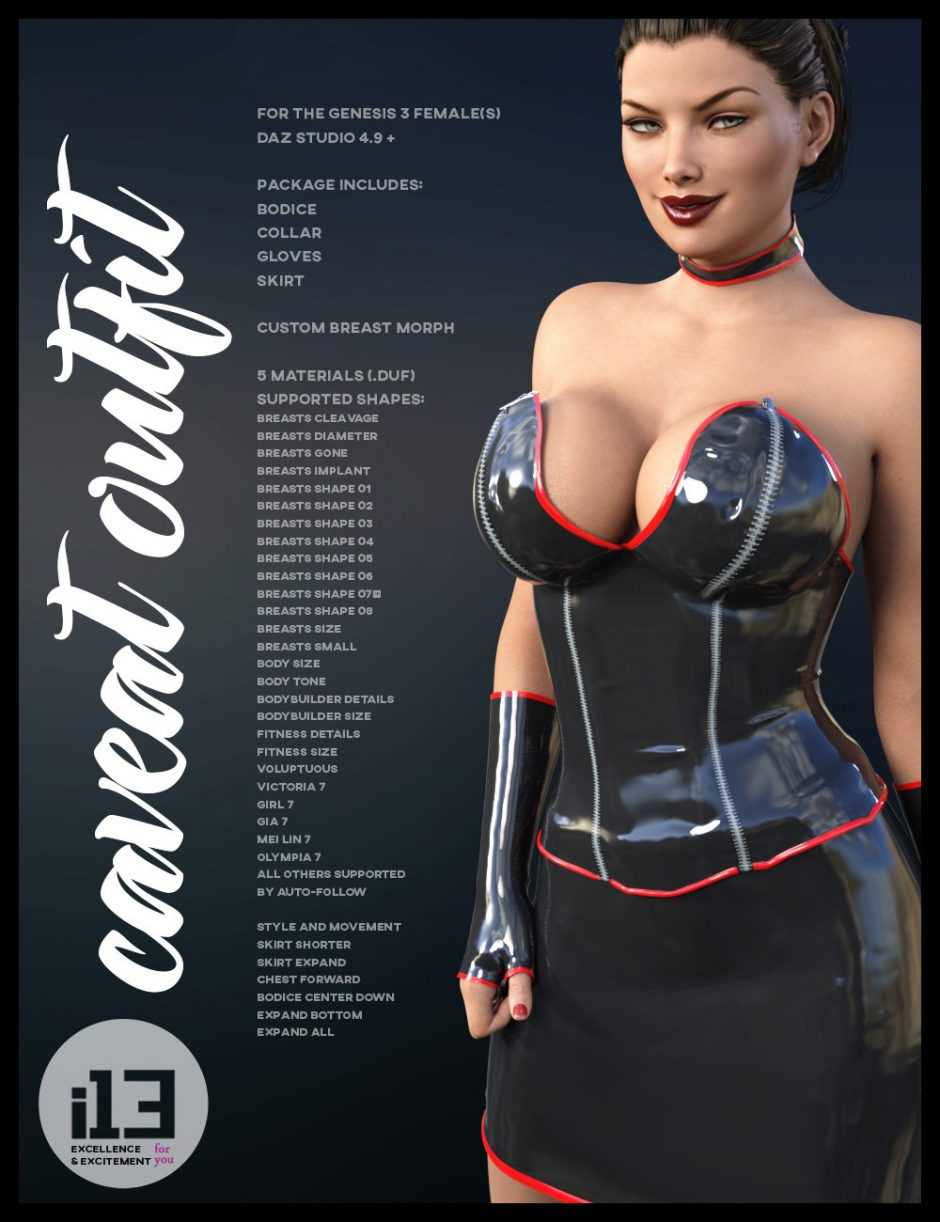 caveat outfit
FOR THE GENESIS 3 FEMALE(S)
DAZ STUDIO 4.9 +
PACKAGE INCLUDES:
BODICE
COLLAR
GLOVES
SKIRT
CUSTOM BREAST MORPH
5 MATERIALS (.DUF)
SUPPORTED SHAPES:
BREASTS CLEAVAGE
BREASTS DIAMETER
BREASTS GONE
BREASTS IMPLANT
BREASTS SHAPE 01
BREASTS SHAPE 02
BREASTS SHAPE 03
BREASTS SHAPE 04
BREASTS SHAPE 05
BREASTS SHAPE 06
BREASTS SHAPE 07
BREASTS SHAPE 08
BREASTS SIZE
BREASTS SMALL
BODY SIZE
BODY TONE
BODYBUILDER DETAILS
BODYBUILDER SIZE
FITNESS DETAILS
FITNESS SIZE
VOLUPTUOUS
VICTORIA 7
GIRL 7
GIA 7
MEI LIN 7
OLYMPIA 7
ALL OTHERS SUPPORTED
BY AUTO-FOLLOW
STYLE AND MOVEMENT
SKIRT SHORTER
SKIRT EXPAND
CHEST FORWARD
BODICE CENTER DOWN
EXPAND BOTTOM
EXPAND ALL
i13
EXCELLENCE for
& EXCITEMENT you